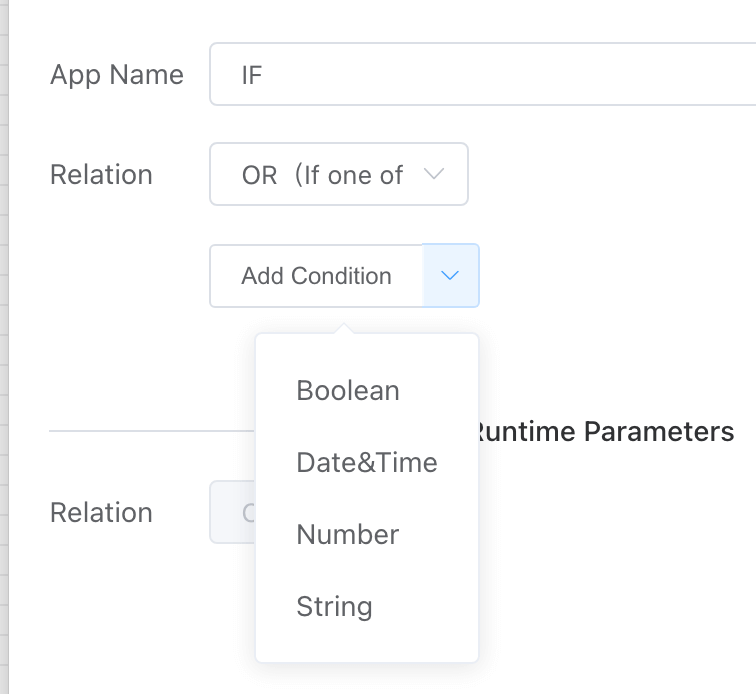 App Name
IF
Relation
OR（If one of
Add Condition
Boolean
Date&Time
Number
String
Runtime Parameters
Relation